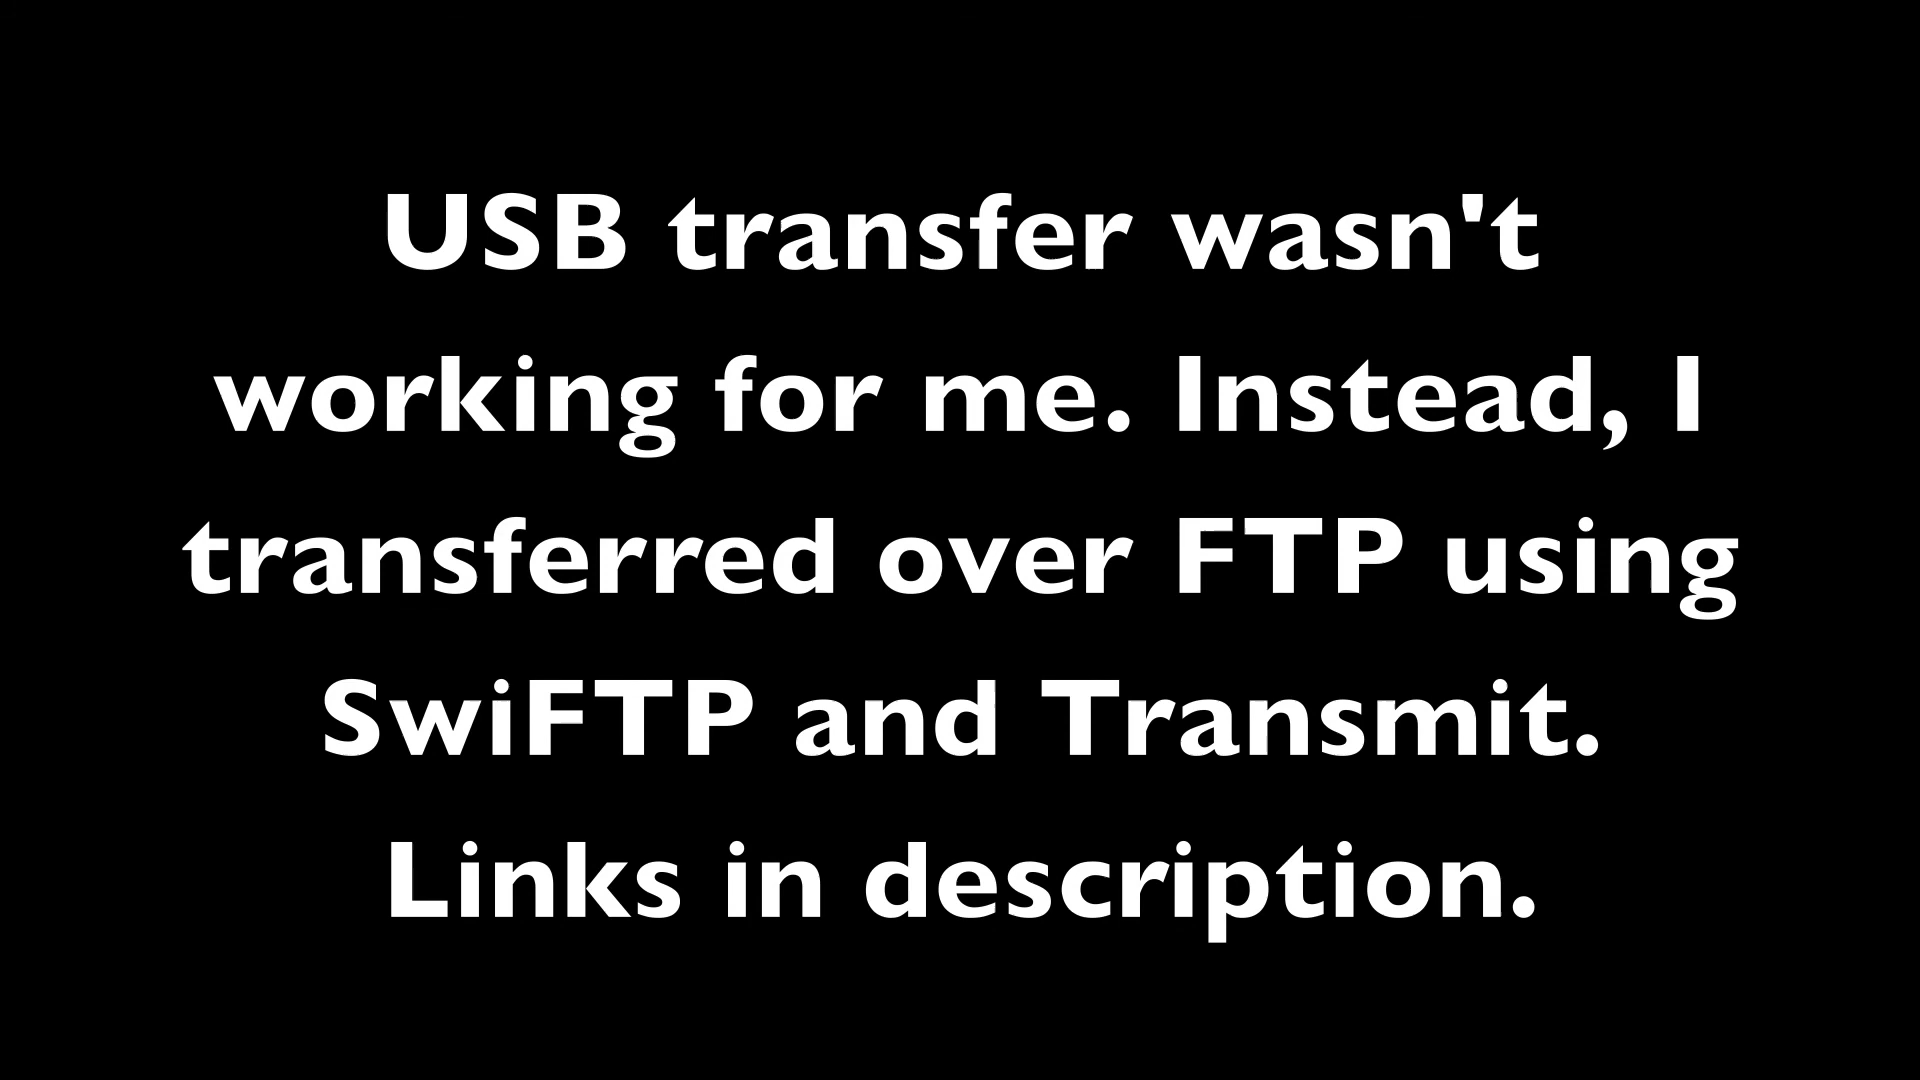 USB transfer wasn't
working for me. Instead, I
transferred over FTP using
SwiFTP and Transmit.
Links in description.